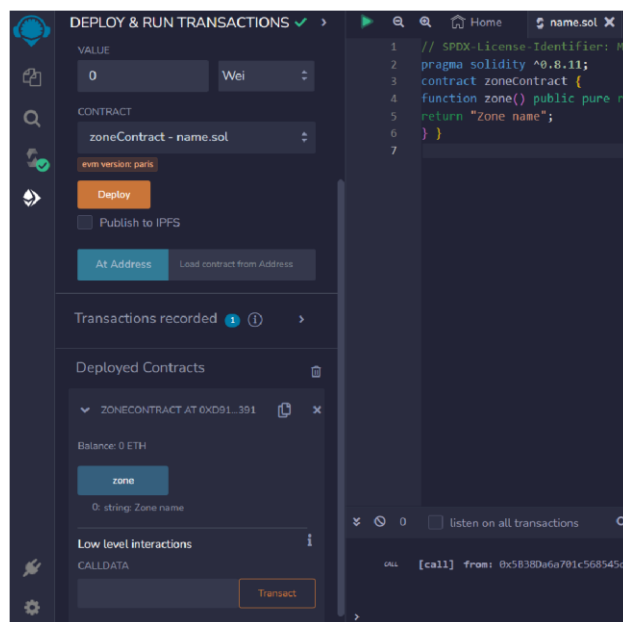 DEPLOY & RUN TRANSACTIONS
VALUE
0 Wei
CONTRACT
zoneContract - name.sol
evm version: paris
Deploy
Publish to IPFS
At Address Load contract from Address
Transactions recorded 1 i
Deployed Contracts
ZONECONTRACT AT 0XD91...391
Balance: 0 ETH
zone
0: string: Zone name
Low level interactions i
CALLDATA
Transact
Home name.sol
1 // SPDX-License-Identifier: M
2 pragma solidity ^0.8.11;
3 contract zoneContract {
4 function zone() public pure r
5 return "Zone name";
6 } }
7
0 listen on all transactions
CALL [call] from: 0x5B38Da6a701c568545
>